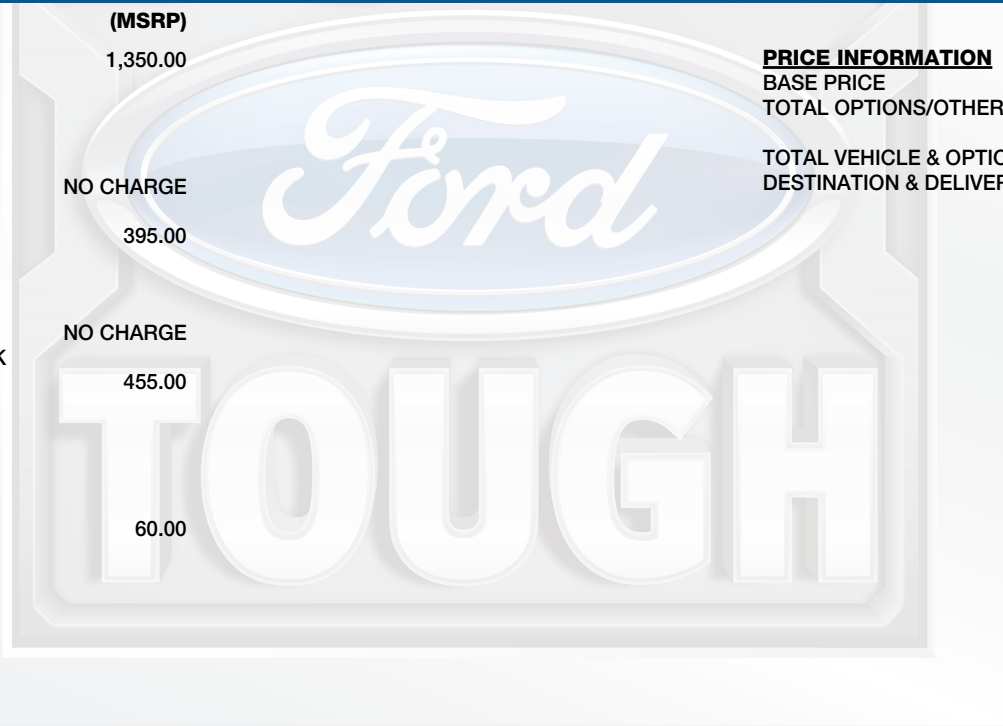 (MSRP)
1,350.00
NO CHARGE
395.00
NO CHARGE
K
455.00
60.00
PRICE INFORMATION
BASE PRICE
TOTAL OPTIONS/OTHER
TOTAL VEHICLE & OPTIO
DESTINATION & DELIVER
Ford
TOUGH